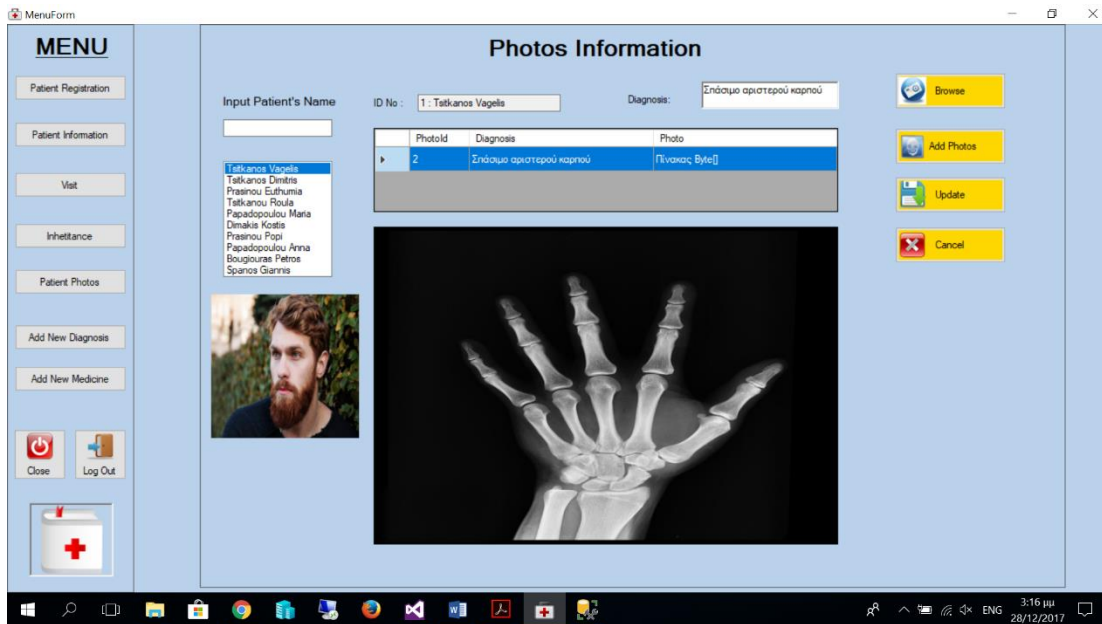 MenuForm
MENU
Patient Registration
Patient Information
Visit
Inhetitance
Patient Photos
Add New Diagnosis
Add New Medicine
Close
Log Out
Photos Information
Input Patient's Name
ID No :
1 : Tsitkanos Vagelis
Diagnosis:
Σπάσιμο αριστερού καρπού
PhotoId Diagnosis Photo
2 Σπάσιμο αριστερού καρπού Πίνακας Byte[]
Tsitkanos Vagelis
Tsitkanos Dimitris
Prasinou Euthumia
Tsitkanou Roula
Papadopoulou Maria
Dimakis Kostis
Prasinou Popi
Papadopoulou Anna
Bougiouras Petros
Spanos Giannis
Browse
Add Photos
Update
Cancel
ENG
3:16 μμ
28/12/2017